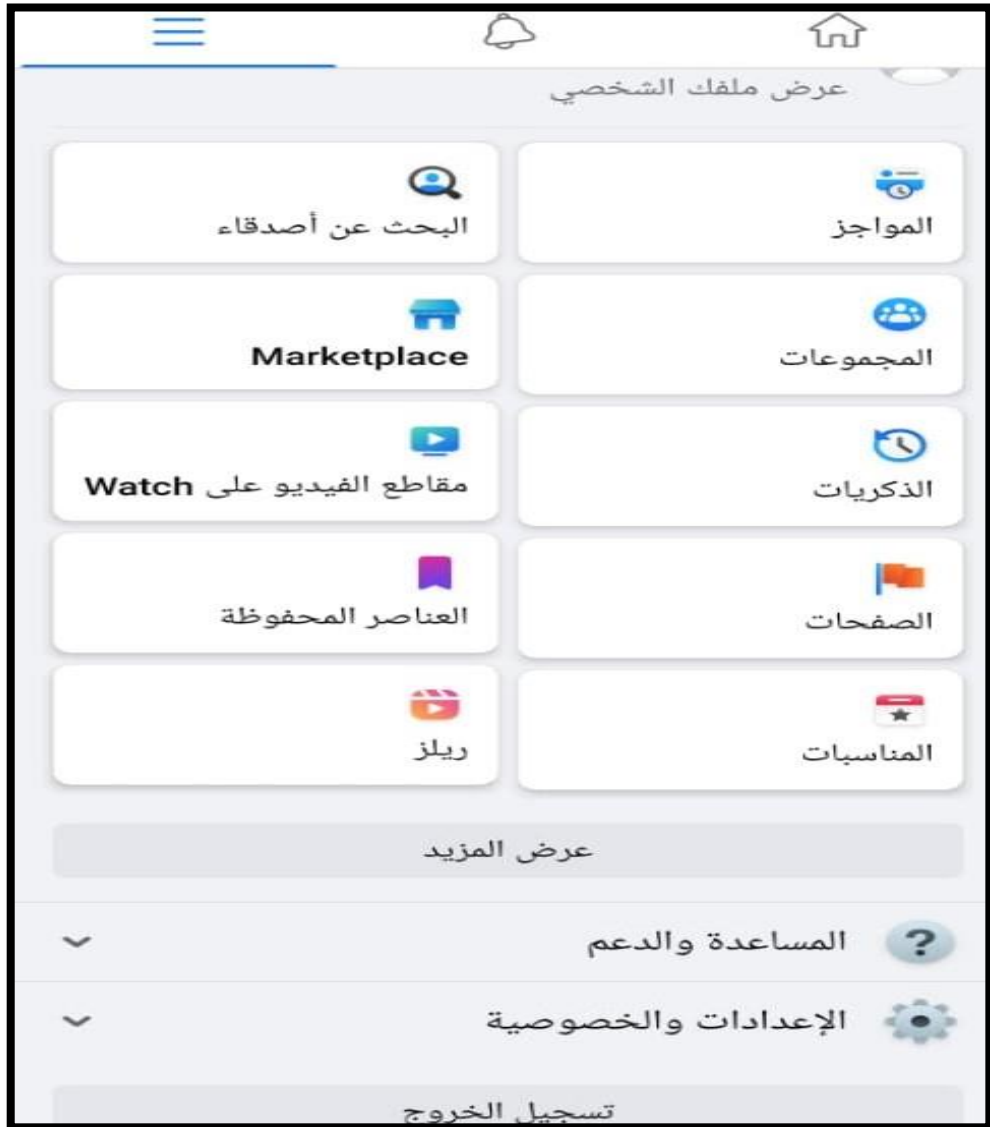 عرض ملفك الشخصي
المواجز
البحث عن أصدقاء
المجموعات
Marketplace
الذكريات
مقاطع الفيديو على Watch
الصفحات
العناصر المحفوظة
المناسبات
ريلز
عرض المزيد
المساعدة والدعم
الإعدادات والخصوصية
تسجيل الخروج